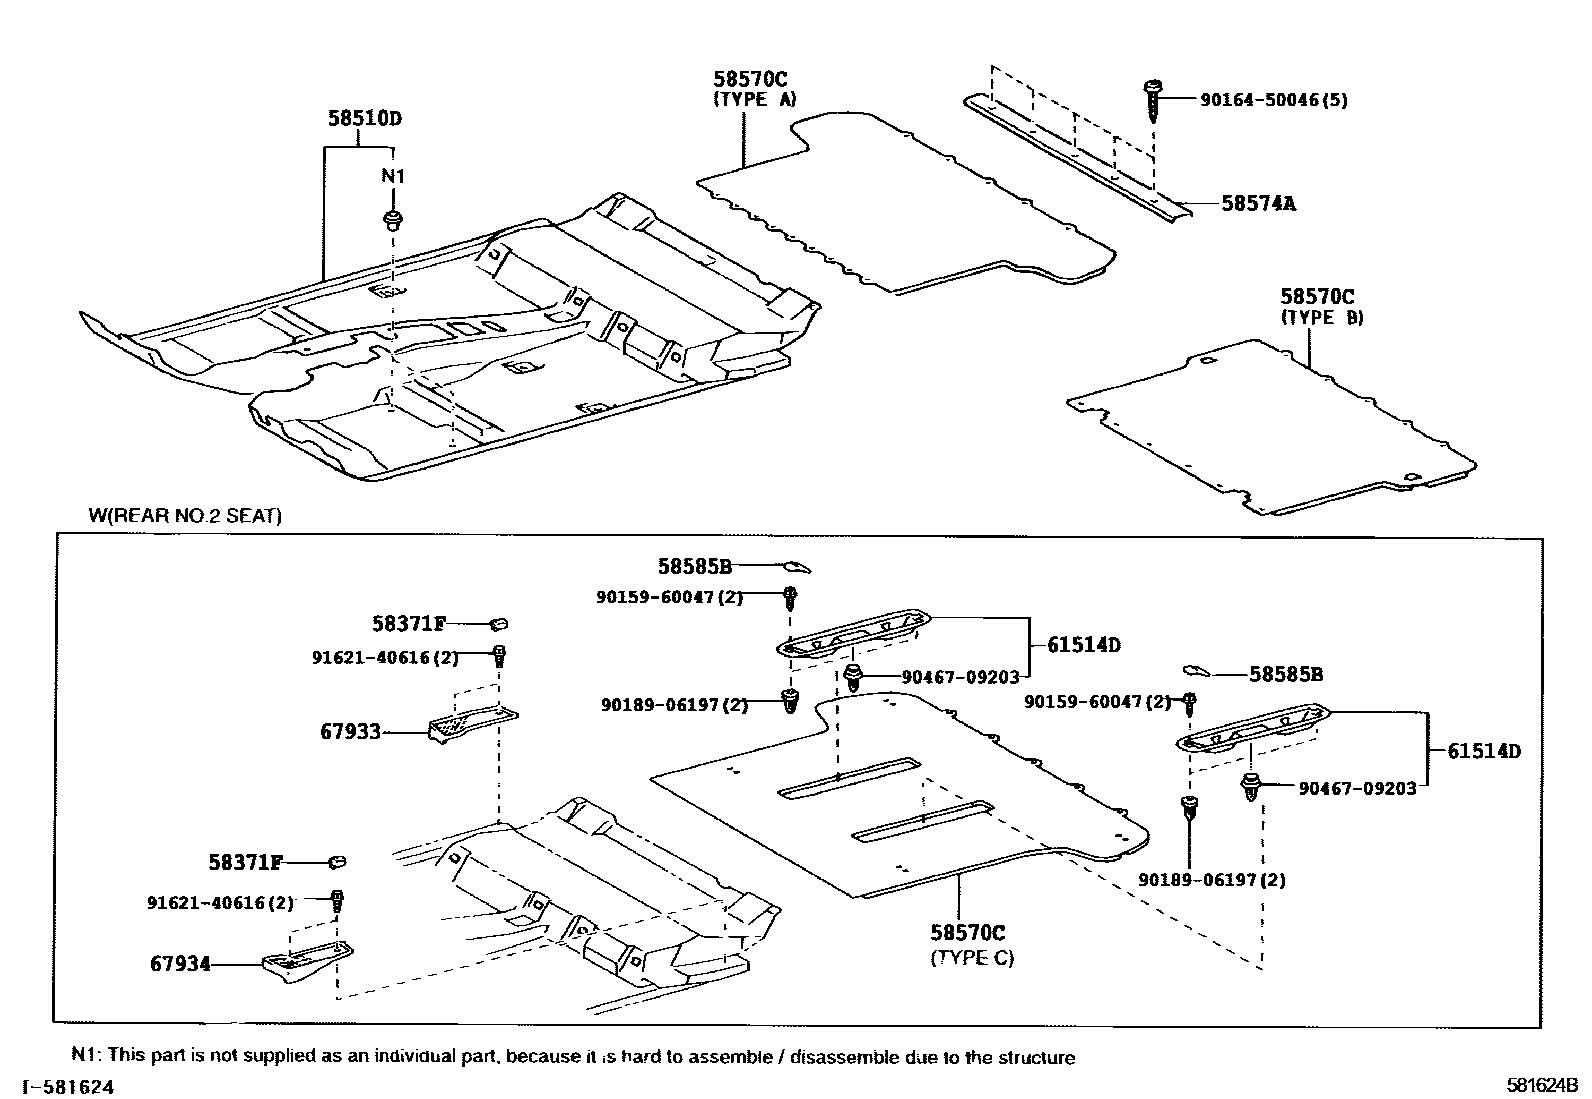 58570C
(TYPE A)
90164-50046(5)
58510D
N1
58574A
58570C
(TYPE B)
W(REAR NO.2 SEAT)
58585B
90159-60047(2)
58371F
61514D
91621-40616(2)
90467-09203
58585B
90189-06197(2)
90159-60047(2)
67933
61514D
90467-09203
58371F
90189-06197(2)
91621-40616(2)
58570C
(TYPE C)
67934
N1: This part is not supplied as an individual part, because it is hard to assemble / disassemble due to the structure
I-581624
581624B